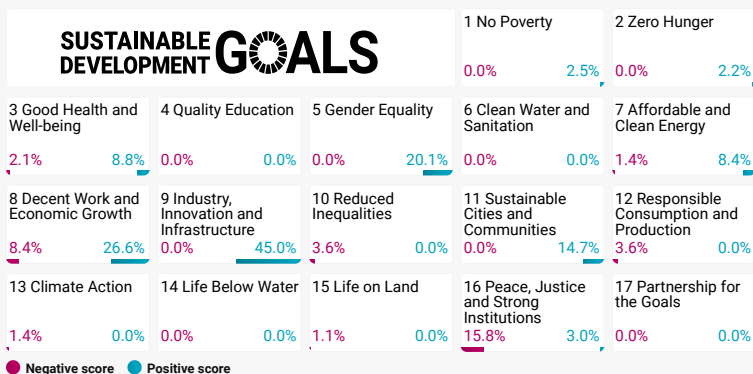 SUSTAINABLE
DEVELOPMENT GOALS
1 No Poverty
0.0% 2.5%
2 Zero Hunger
0.0% 2.2%
3 Good Health and
Well-being
2.1% 8.8%
4 Quality Education
0.0% 0.0%
5 Gender Equality
0.0% 20.1%
6 Clean Water and
Sanitation
0.0% 0.0%
7 Affordable and
Clean Energy
1.4% 8.4%
8 Decent Work and
Economic Growth
8.4% 26.6%
9 Industry,
Innovation and
Infrastructure
0.0% 45.0%
10 Reduced
Inequalities
3.6% 0.0%
11 Sustainable
Cities and
Communities
0.0% 14.7%
12 Responsible
Consumption and
Production
3.6% 0.0%
13 Climate Action
1.4% 0.0%
14 Life Below Water
0.0% 0.0%
15 Life on Land
1.1% 0.0%
16 Peace, Justice
and Strong
Institutions
15.8% 3.0%
17 Partnership for
the Goals
0.0% 0.0%
Negative score Positive score